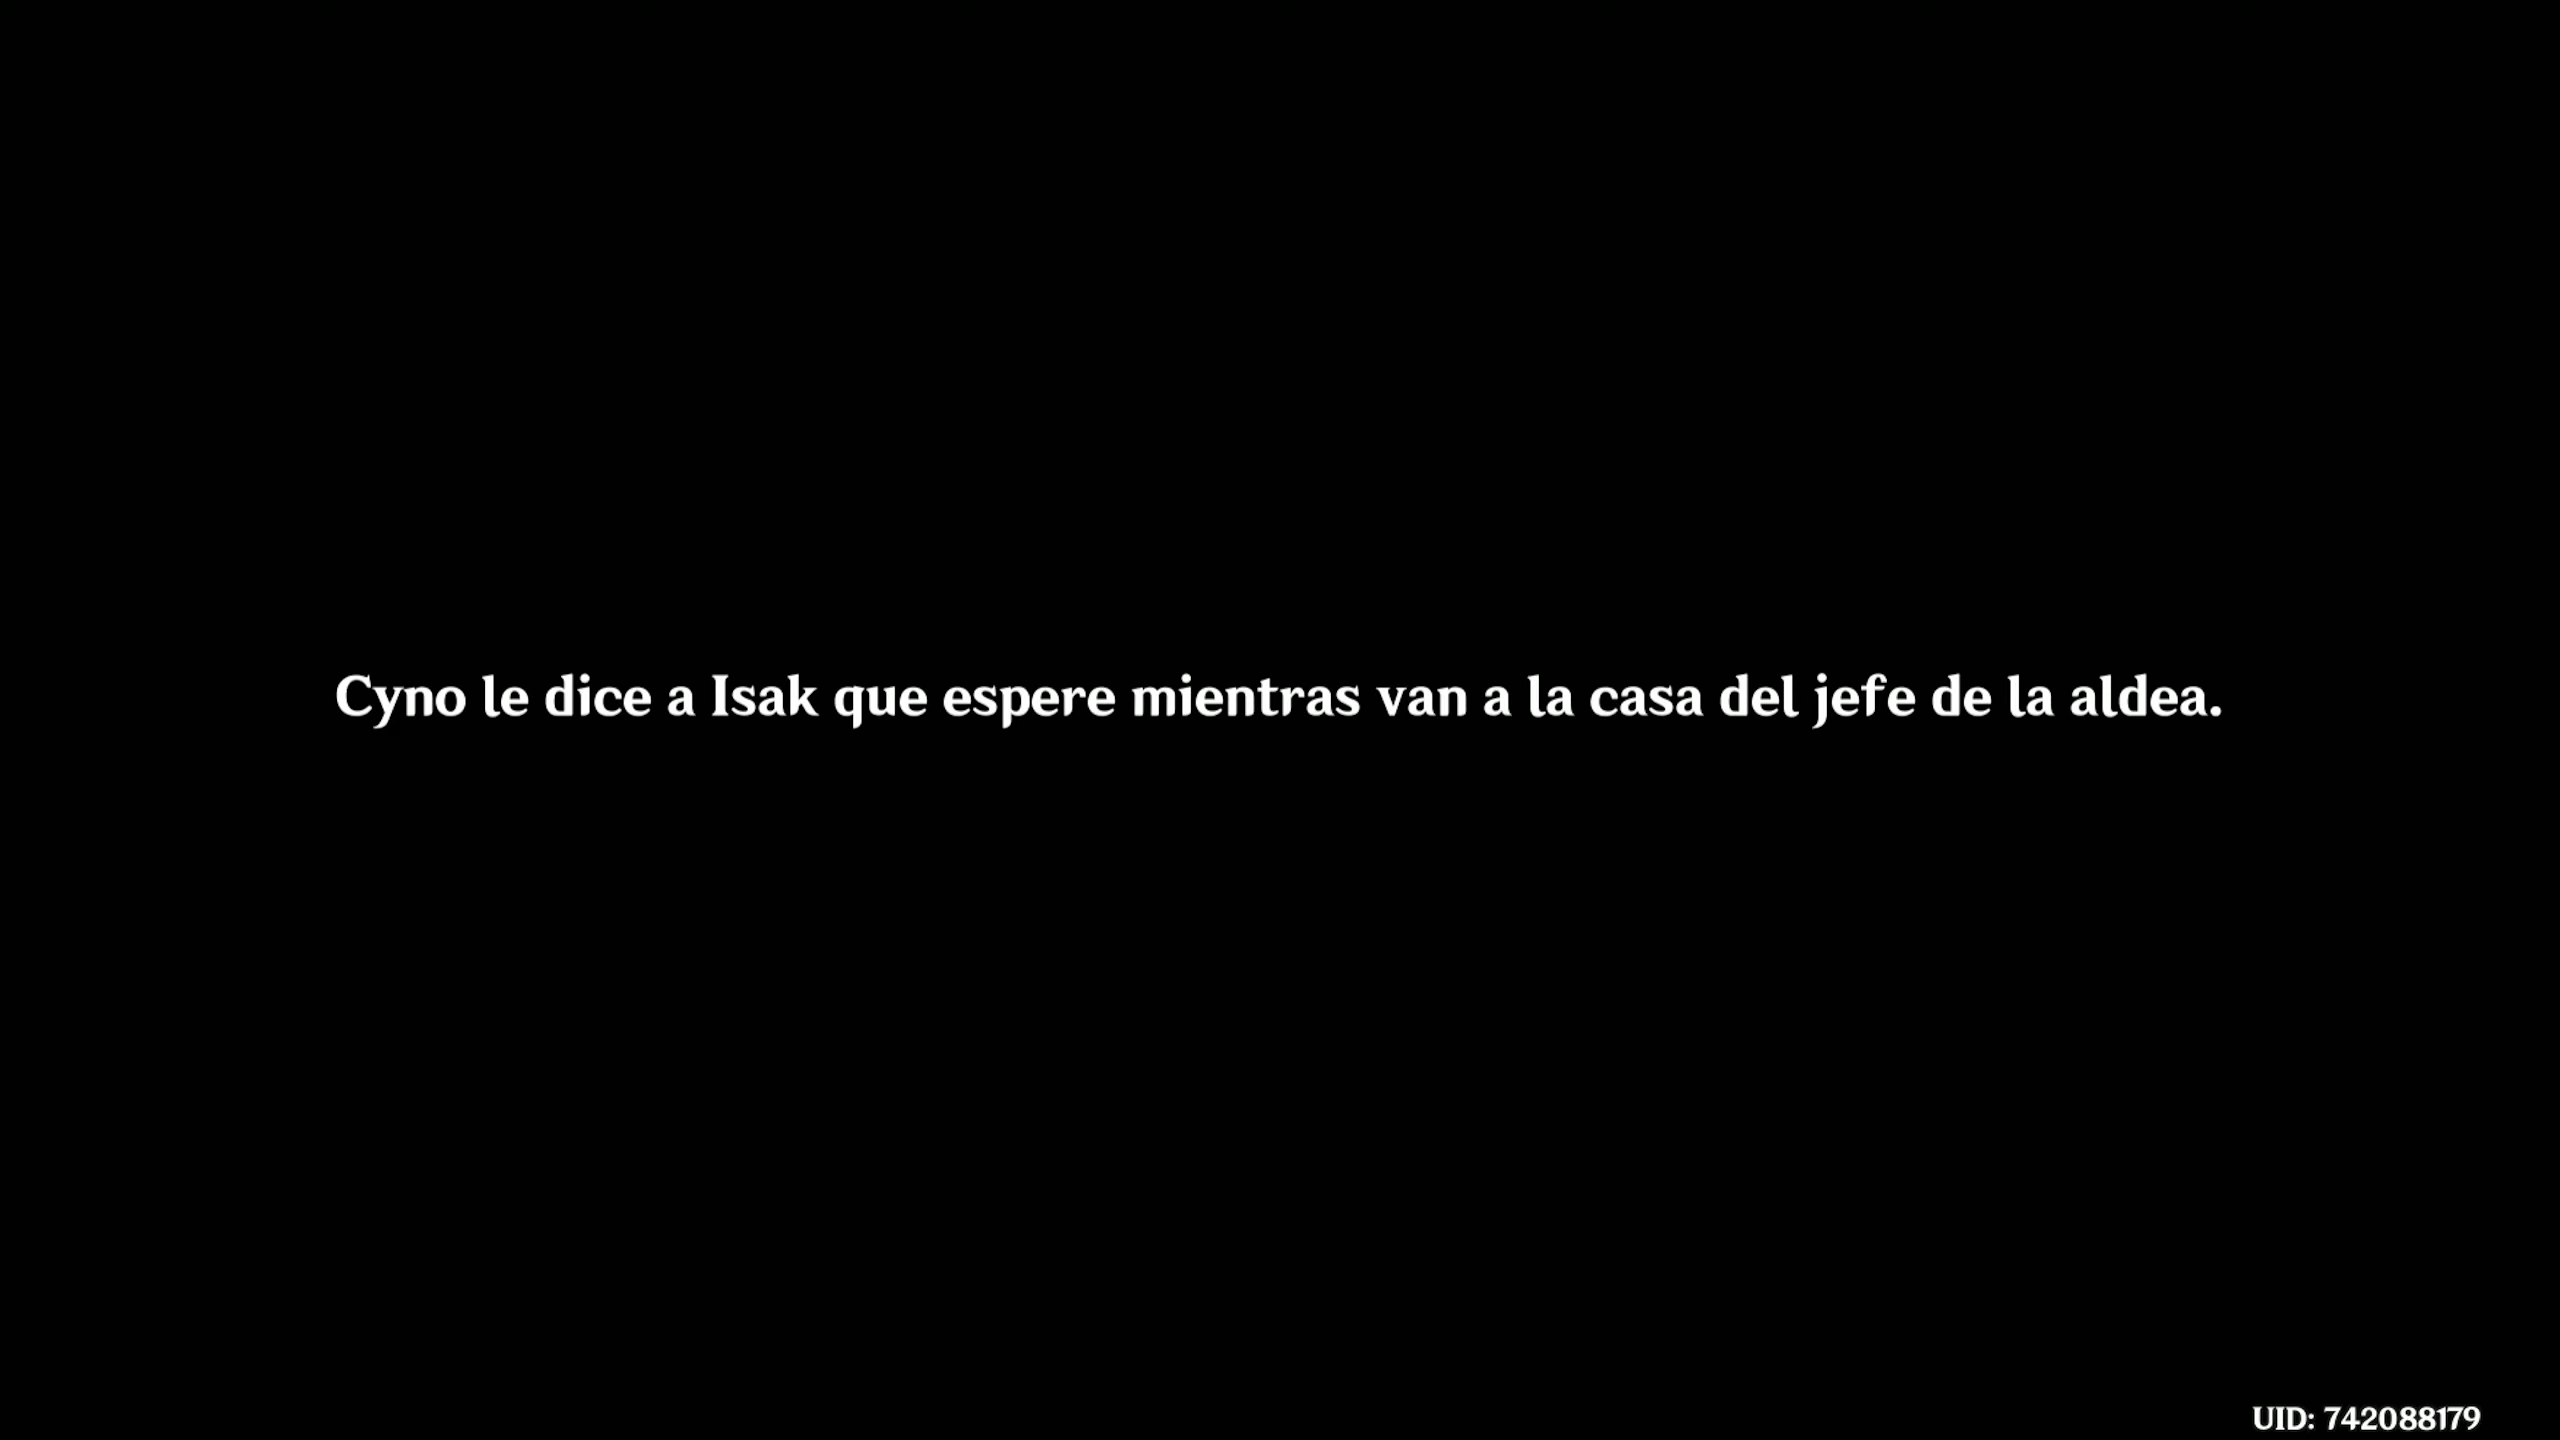 Cyno le dice a Isak que espere mientras van a la casa del jefe de la aldea.
UID: 742088179